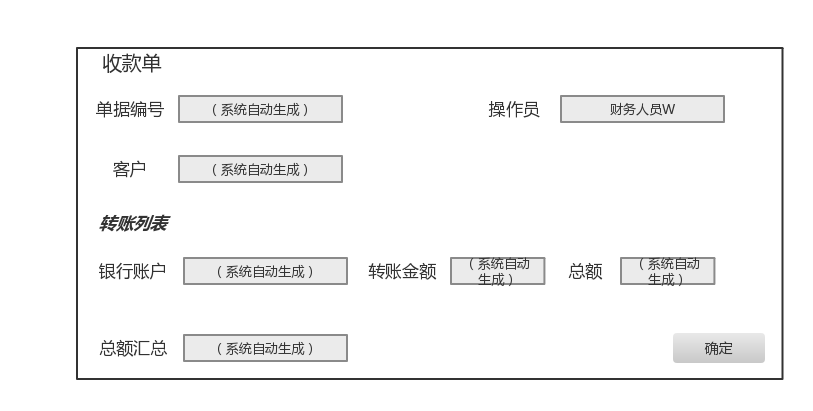 收款单
单据编号 （系统自动生成） 操作员 财务人员W
客户 （系统自动生成）
转账列表
银行账户 （系统自动生成） 转账金额 （系统自动生成） 总额 （系统自动生成）
总额汇总 （系统自动生成） 确定